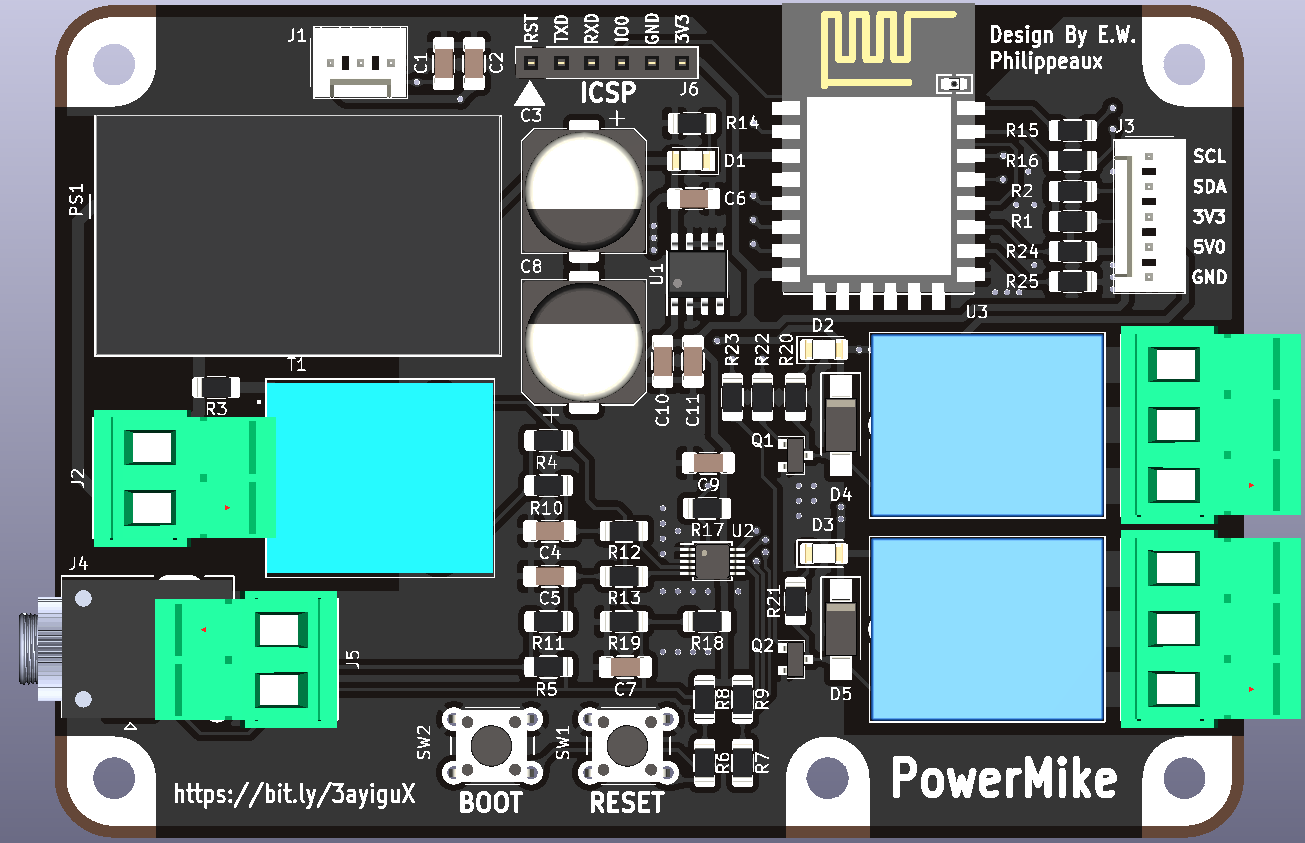 J1
C1
C2
RST
TXD
RXD
IO0
GND
3V3
ICSP
J6
Design By E.W.
Philippeaux
C3
+
R14
D1
C6
R15
R16
R2
R1
R24
R25
J3
SCL
SDA
3V3
5V0
GND
PS1
C8
U1
U3
T1
R3
+
C10
C11
R23
R22
R20
D2
Q1
D4
J2
R4
R10
C9
R17
U2
D3
C4
R12
J4
C5
R13
R21
R11
R19
R18
Q2
J5
R5
C7
D5
R8
R9
SW2
SW1
R6
R7
https://bit.ly/3ayiguX
BOOT
RESET
PowerMike